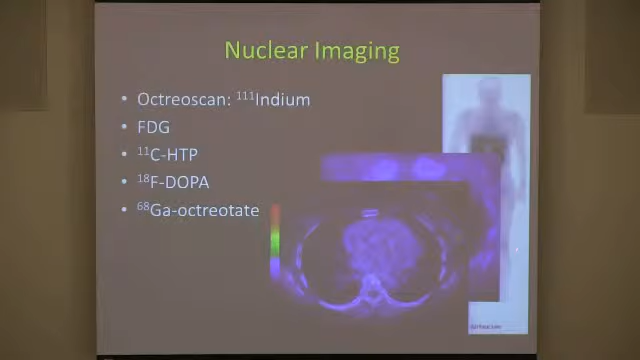 Nuclear Imaging
• Octreoscan: ¹¹¹Indium
• FDG
• ¹¹C-HTP
• ¹⁸F-DOPA
• ⁶⁸Ga-octreotate